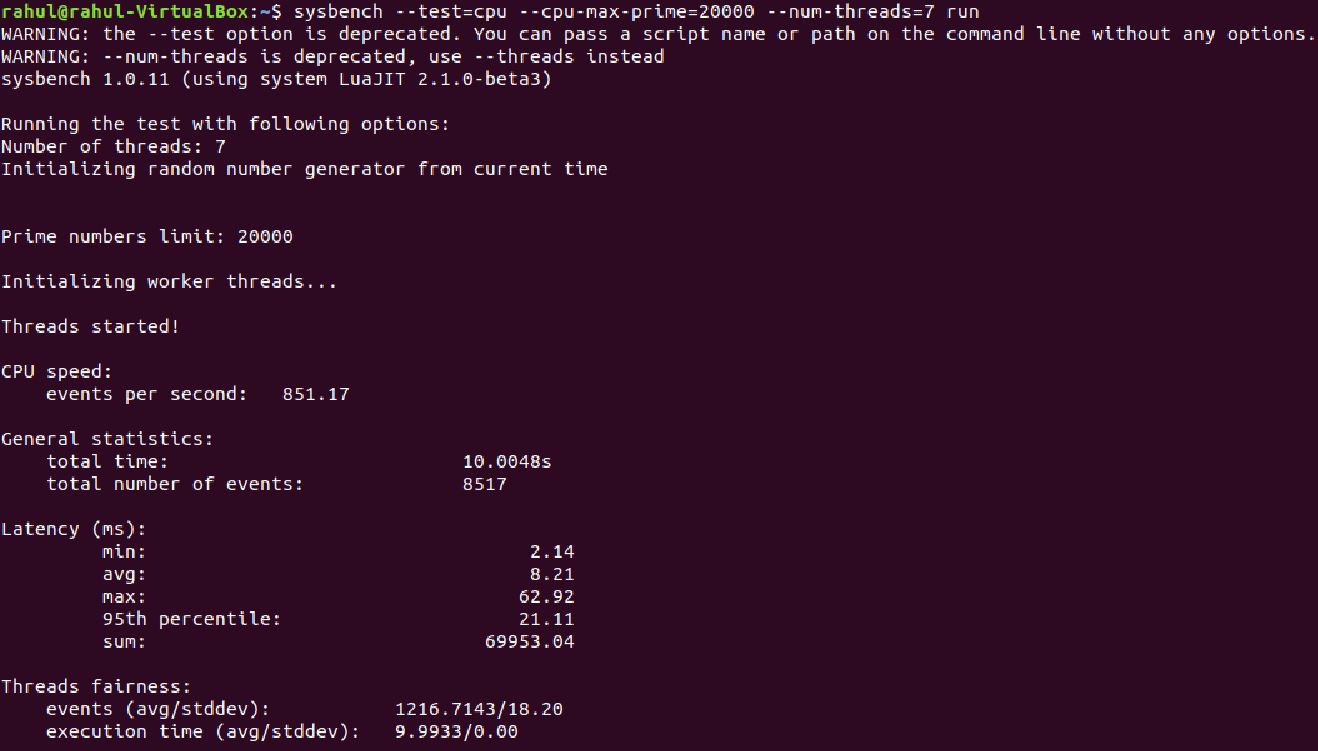 rahul@rahul-VirtualBox:~$ sysbench --test=cpu --cpu-max-prime=20000 --num-threads=7 run
WARNING: the --test option is deprecated. You can pass a script name or path on the command line without any options.
WARNING: --num-threads is deprecated, use --threads instead
sysbench 1.0.11 (using system LuaJIT 2.1.0-beta3)
Running the test with following options:
Number of threads: 7
Initializing random number generator from current time
Prime numbers limit: 20000
Initializing worker threads...
Threads started!
CPU speed:
events per second: 851.17
General statistics:
total time: 10.0048s
total number of events: 8517
Latency (ms):
min: 2.14
avg: 8.21
max: 62.92
95th percentile: 21.11
sum: 69953.04
Threads fairness:
events (avg/stddev): 1216.7143/18.20
execution time (avg/stddev): 9.9933/0.00